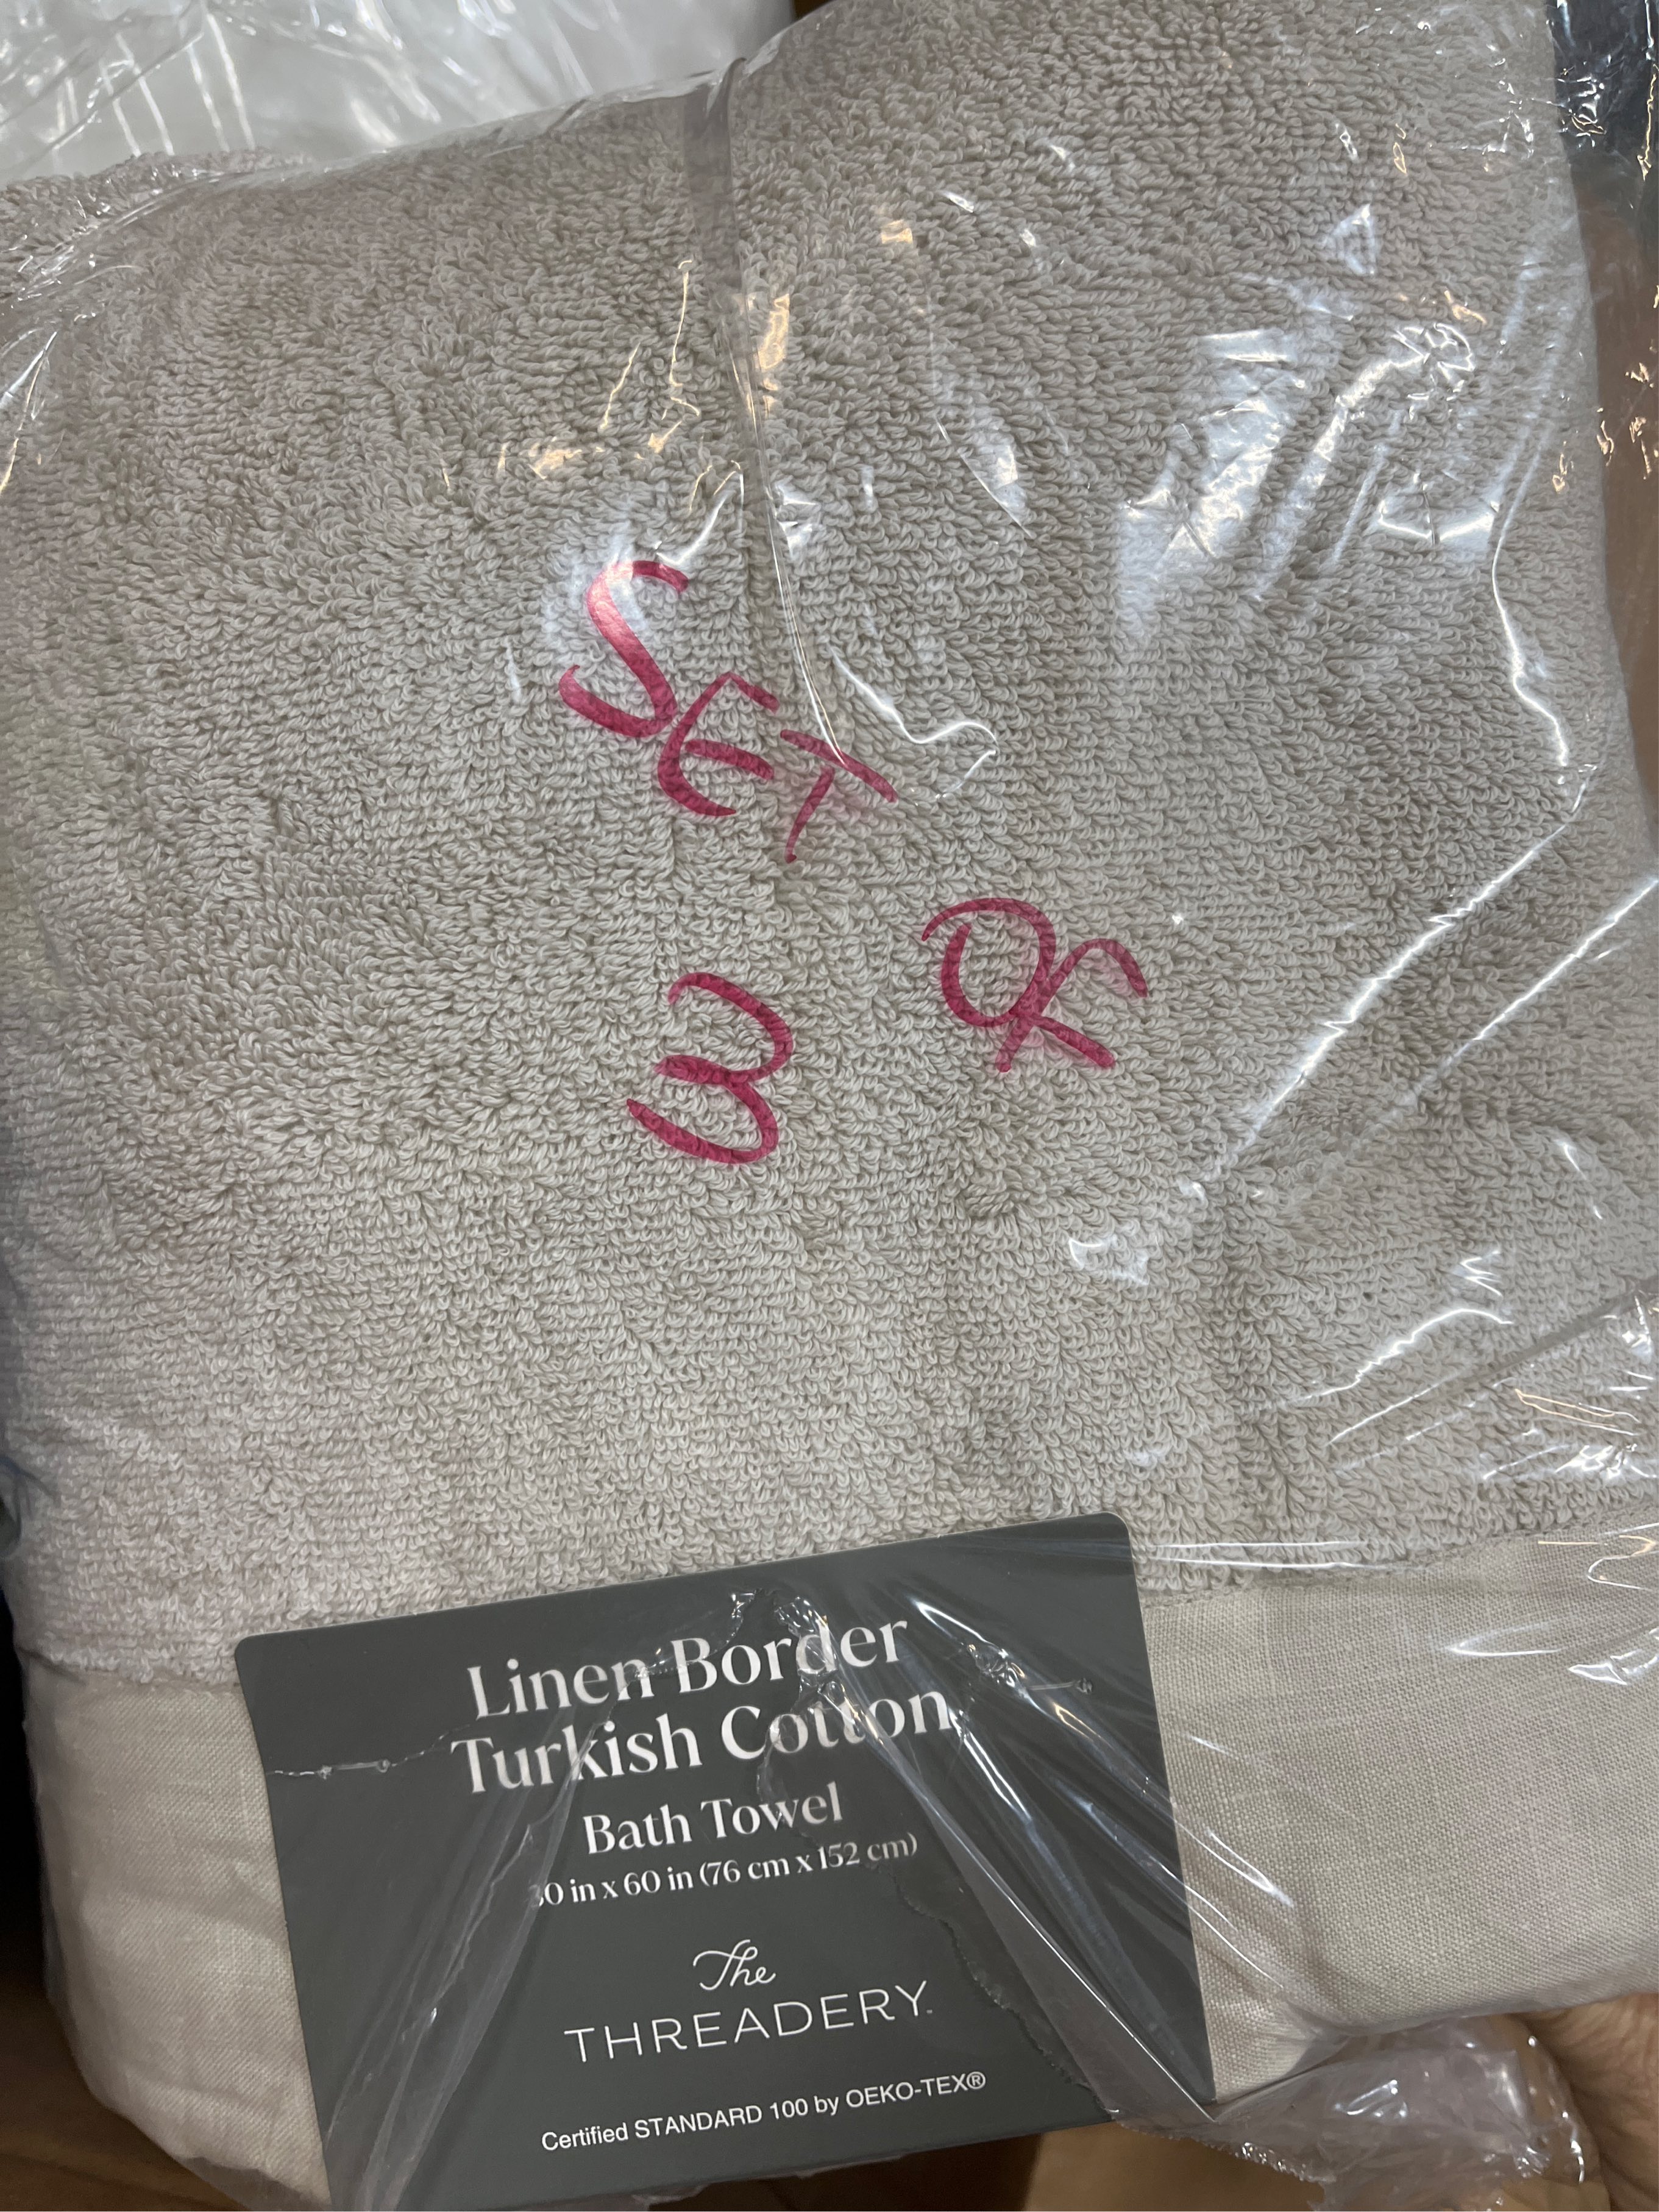 SET
OF
3
Linen Border
Turkish Cotton
Bath Towel
30 in x 60 in (76 cm x 152 cm)
The
THREADERY™
Certified STANDARD 100 by OEKO-TEX®